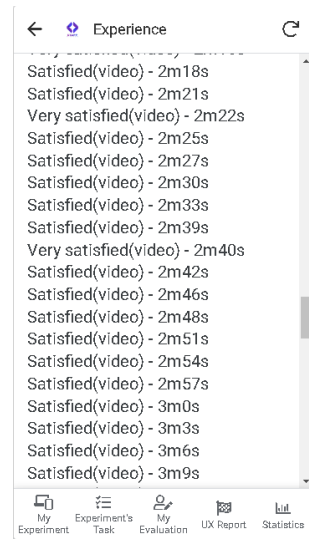 Experience
Satisfied(video) - 2m18s
Satisfied(video) - 2m21s
Very satisfied(video) - 2m22s
Satisfied(video) - 2m25s
Satisfied(video) - 2m27s
Satisfied(video) - 2m30s
Satisfied(video) - 2m33s
Satisfied(video) - 2m39s
Very satisfied(video) - 2m40s
Satisfied(video) - 2m42s
Satisfied(video) - 2m46s
Satisfied(video) - 2m48s
Satisfied(video) - 2m51s
Satisfied(video) - 2m54s
Satisfied(video) - 2m57s
Satisfied(video) - 3m0s
Satisfied(video) - 3m3s
Satisfied(video) - 3m6s
Satisfied(video) - 3m9s
My Experiment
Experiment's Task
My Evaluation
UX Report
Statistics